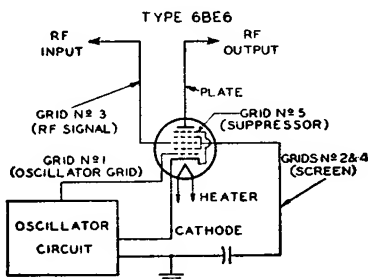 TYPE 6BE6
RF
INPUT
RF
OUTPUT
PLATE
GRID Nº 3
(RF SIGNAL)
GRID Nº 5
(SUPPRESSOR)
GRID Nº 1
(OSCILLATOR GRID)
GRIDS Nº 2&4
(SCREEN)
HEATER
CATHODE
OSCILLATOR
CIRCUIT